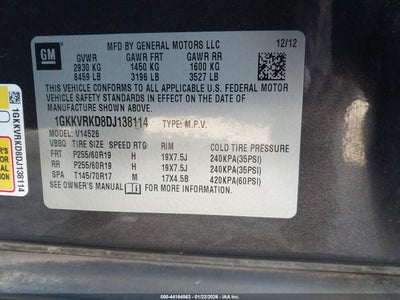 GM
MFD BY GENERAL MOTORS LLC 12/12
GVWR GAWR FRT GAWR RR
2930 KG 1450 KG 1600 KG
6459 LB 3196 LB 3527 LB
THIS VEHICLE CONFORMS TO ALL APPLICABLE U.S. FEDERAL MOTOR VEHICLE SAFETY STANDARDS IN EFFECT ON THE DATE OF MANUFACTURE SHOWN ABOVE.
1GKKVRKD8DJ138114 TYPE: M.P.V.
MODEL: V14526
VBBQ TIRE SIZE SPEED RTG RIM COLD TIRE PRESSURE
FRT P255/60R19 H 19X7.5J 240KPA(35PSI)
RR P255/60R19 H 19X7.5J 240KPA(35PSI)
SPA T145/70R17 M 17X4.5B 420KPA(60PSI)
SEE OWNER'S MANUAL FOR MORE INFORMATION.
1GKKVRKD8DJ138114
000-44164563 - 01/22/2026 - IAA, Inc.